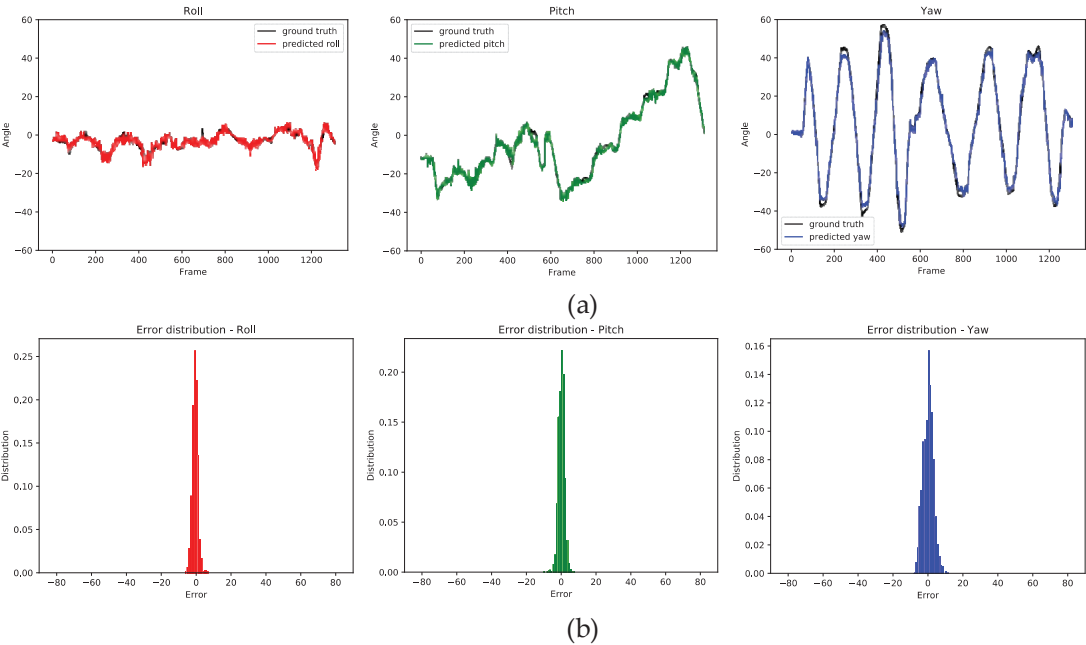 Roll
Pitch
Yaw
60
40
20
0
−20
−40
−60
Angle
0 200 400 600 800 1000 1200
Frame
ground truth
predicted roll
60
40
20
0
−20
−40
−60
Angle
0 200 400 600 800 1000 1200
Frame
ground truth
predicted pitch
60
40
20
0
−20
−40
−60
Angle
0 200 400 600 800 1000 1200
Frame
ground truth
predicted yaw
(a)
Error distribution - Roll
Error distribution - Pitch
Error distribution - Yaw
0.25
0.20
0.15
0.10
0.05
0.00
Distribution
−80 −60 −40 −20 0 20 40 60 80
Error
0.20
0.15
0.10
0.05
0.00
Distribution
−80 −60 −40 −20 0 20 40 60 80
Error
0.16
0.14
0.12
0.10
0.08
0.06
0.04
0.02
0.00
Distribution
−80 −60 −40 −20 0 20 40 60 80
Error
(b)